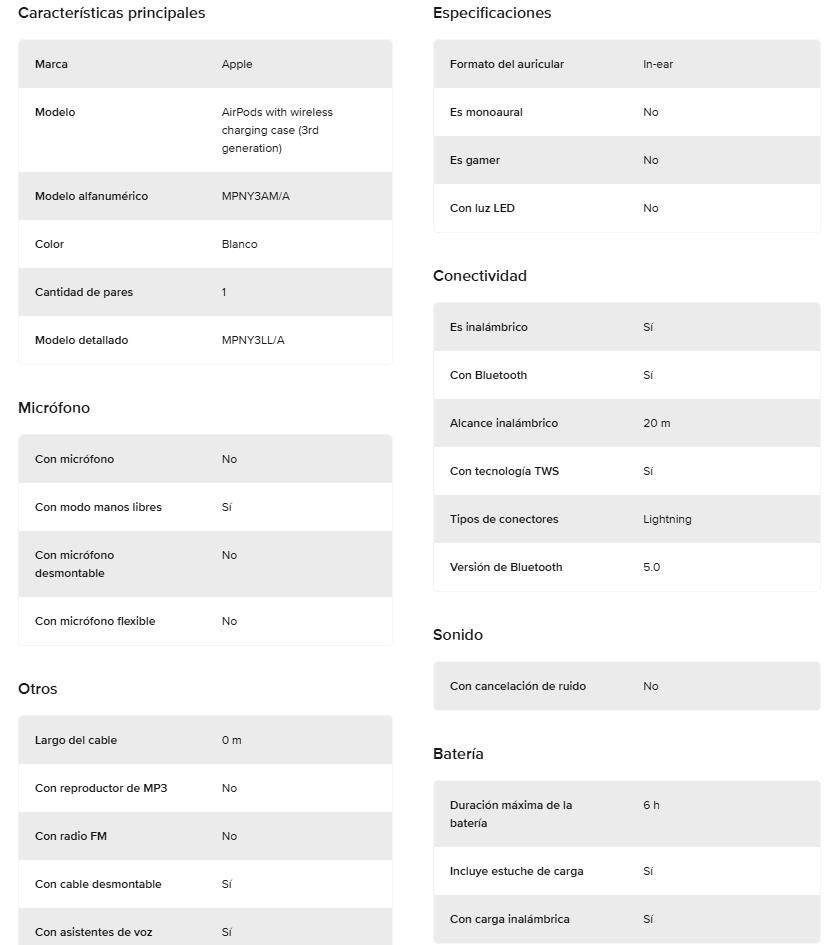 Características principales
Marca Apple
Modelo AirPods with wireless
charging case (3rd
generation)
Modelo alfanumérico MPNY3AM/A
Color Blanco
Cantidad de pares 1
Modelo detallado MPNY3LL/A
Micrófono
Con micrófono No
Con modo manos libres Sí
Con micrófono No
desmontable
Con micrófono flexible No
Otros
Largo del cable 0 m
Con reproductor de MP3 No
Con radio FM No
Con cable desmontable Sí
Con asistentes de voz Sí
Especificaciones
Formato del auricular In-ear
Es monoaural No
Es gamer No
Con luz LED No
Conectividad
Es inalámbrico Sí
Con Bluetooth Sí
Alcance inalámbrico 20 m
Con tecnología TWS Sí
Tipos de conectores Lightning
Versión de Bluetooth 5.0
Sonido
Con cancelación de ruido No
Batería
Duración máxima de la 6 h
batería
Incluye estuche de carga Sí
Con carga inalámbrica Sí